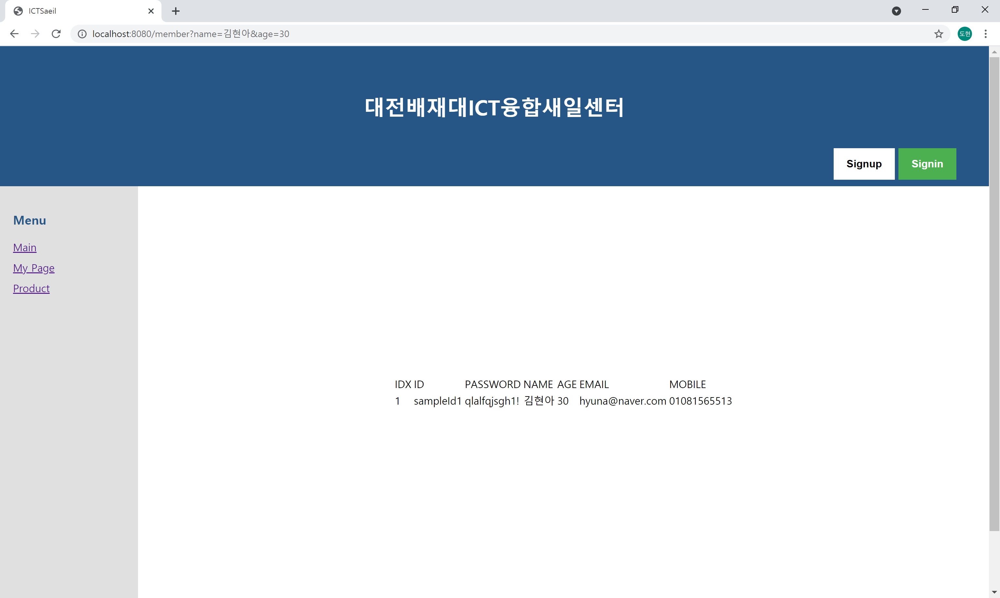 ICTSaeil
localhost:8080/member?name=김현아&age=30
도현
대전배재대ICT융합새일센터
Signup Signin
Menu
Main
My Page
Product
IDX ID PASSWORD NAME AGE EMAIL MOBILE
1 sampleId1 qlalfqjsgh1! 김현아 30 hyuna@naver.com 01081565513